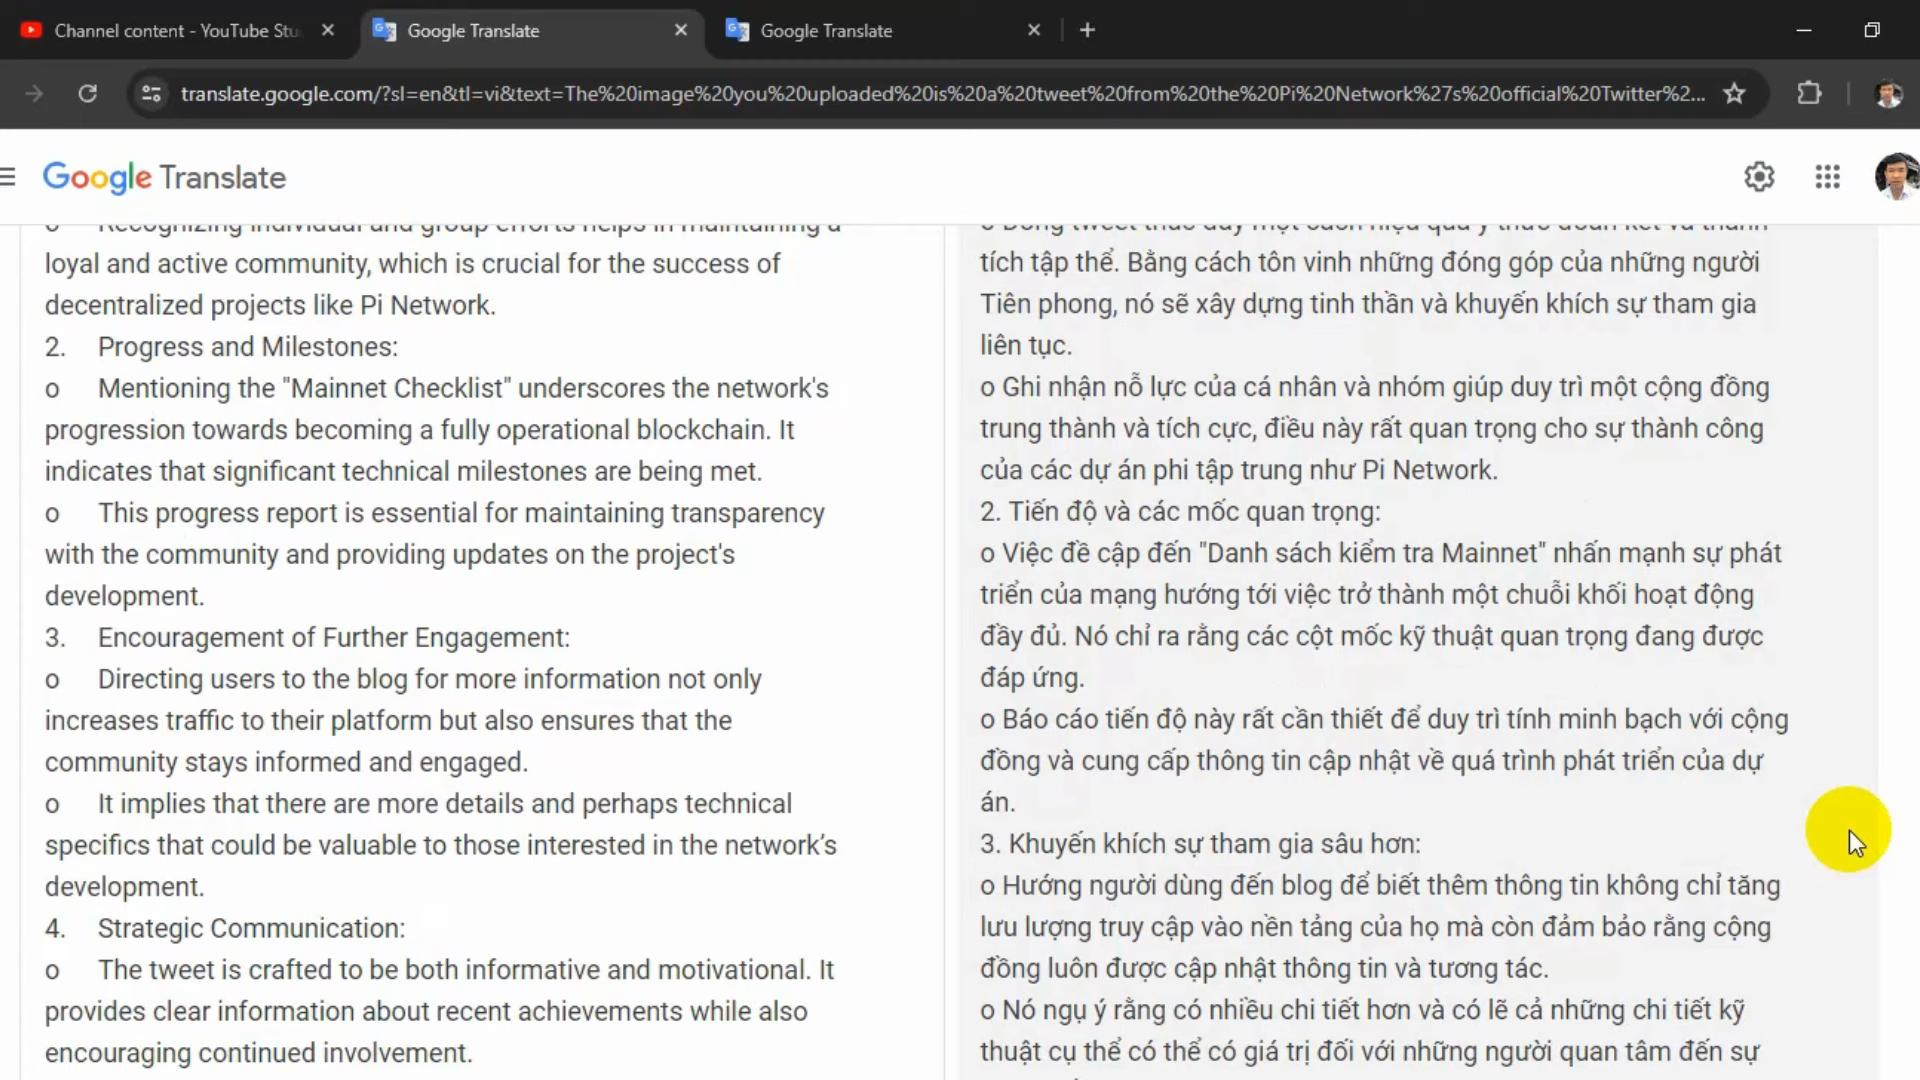 Channel content - YouTube Stu
Google Translate
Google Translate
translate.google.com/?sl=en&tl=vi&text=The%20image%20you%20uploaded%20is%20a%20tweet%20from%20the%20Pi%20Network%27s%20official%20Twitter%2...
Google Translate
o Recognizing individual and group efforts helps in maintaining a
loyal and active community, which is crucial for the success of
decentralized projects like Pi Network.
2. Progress and Milestones:
o Mentioning the "Mainnet Checklist" underscores the network's
progression towards becoming a fully operational blockchain. It
indicates that significant technical milestones are being met.
o This progress report is essential for maintaining transparency
with the community and providing updates on the project's
development.
3. Encouragement of Further Engagement:
o Directing users to the blog for more information not only
increases traffic to their platform but also ensures that the
community stays informed and engaged.
o It implies that there are more details and perhaps technical
specifics that could be valuable to those interested in the network’s
development.
4. Strategic Communication:
o The tweet is crafted to be both informative and motivational. It
provides clear information about recent achievements while also
encouraging continued involvement.
tích tập thể. Bằng cách tôn vinh những đóng góp của những người
Tiên phong, nó sẽ xây dựng tinh thần và khuyến khích sự tham gia
liên tục.
o Ghi nhận nỗ lực của cá nhân và nhóm giúp duy trì một cộng đồng
trung thành và tích cực, điều này rất quan trọng cho sự thành công
của các dự án phi tập trung như Pi Network.
2. Tiến độ và các mốc quan trọng:
o Việc đề cập đến "Danh sách kiểm tra Mainnet" nhấn mạnh sự phát
triển của mạng hướng tới việc trở thành một chuỗi khối hoạt động
đầy đủ. Nó chỉ ra rằng các cột mốc kỹ thuật quan trọng đang được
đáp ứng.
o Báo cáo tiến độ này rất cần thiết để duy trì tính minh bạch với cộng
đồng và cung cấp thông tin cập nhật về quá trình phát triển của dự
án.
3. Khuyến khích sự tham gia sâu hơn:
o Hướng người dùng đến blog để biết thêm thông tin không chỉ tăng
lưu lượng truy cập vào nền tảng của họ mà còn đảm bảo rằng cộng
đồng luôn được cập nhật thông tin và tương tác.
o Nó ngụ ý rằng có nhiều chi tiết hơn và có lẽ cả những chi tiết kỹ
thuật cụ thể có thể có giá trị đối với những người quan tâm đến sự